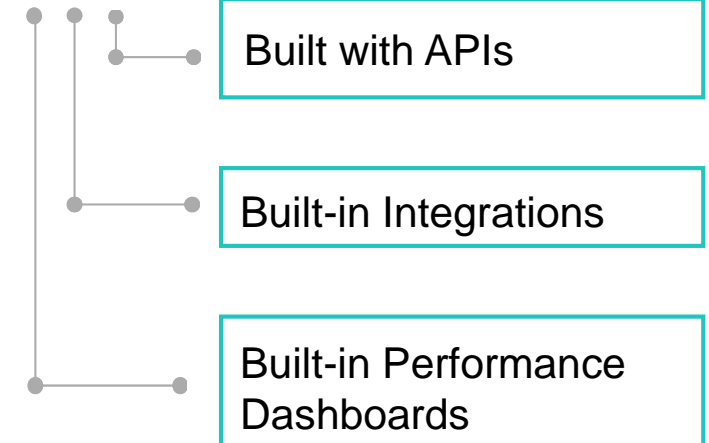 Built with APIs
Built-in Integrations
Built-in Performance
Dashboards